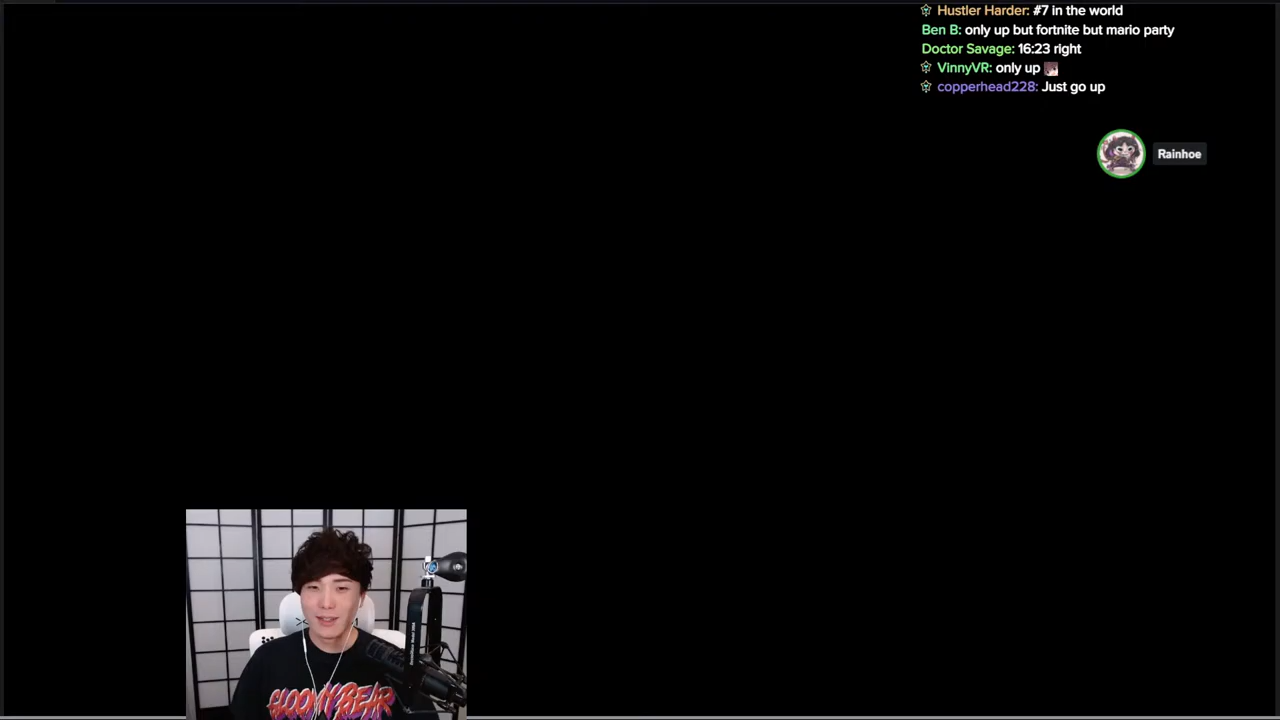 Hustler Harder: #7 in the world
Ben B: only up but fortnite but mario party
Doctor Savage: 16:23 right
VinnyVR: only up
copperhead228: Just go up
Rainhoe
GLOOMY BEAR